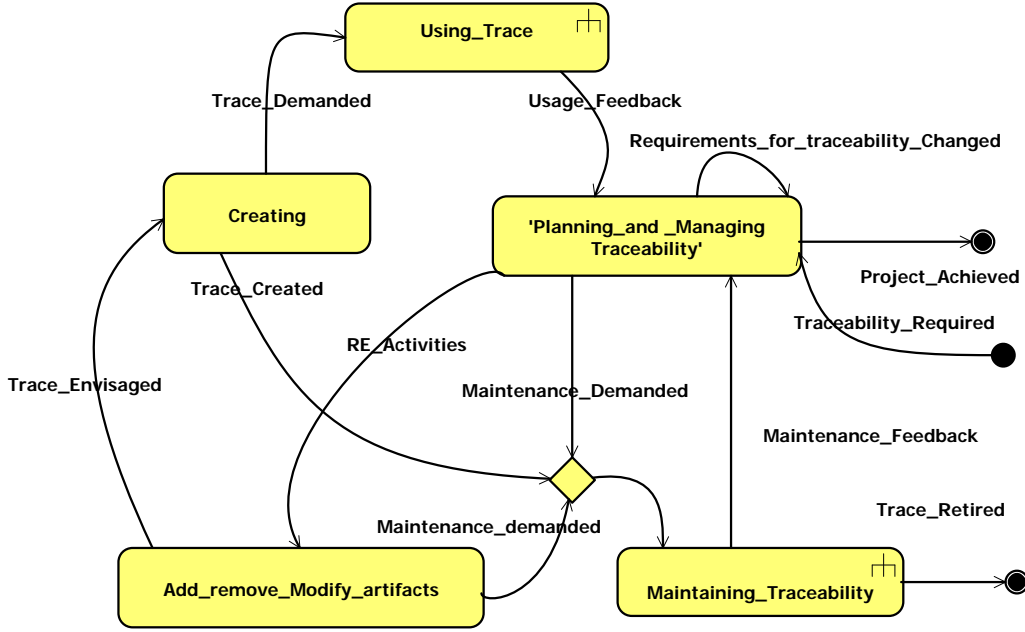 Using_Trace
Trace_Demanded
Usage_Feedback
Requirements_for_traceability_Changed
Creating
'Planning_and _Managing
Traceability'
Project_Achieved
Trace_Created
Traceability_Required
RE_Activities
Trace_Envisaged
Maintenance_Demanded
Maintenance_Feedback
Trace_Retired
Maintenance_demanded
Add_remove_Modify_artifacts
Maintaining_Traceability